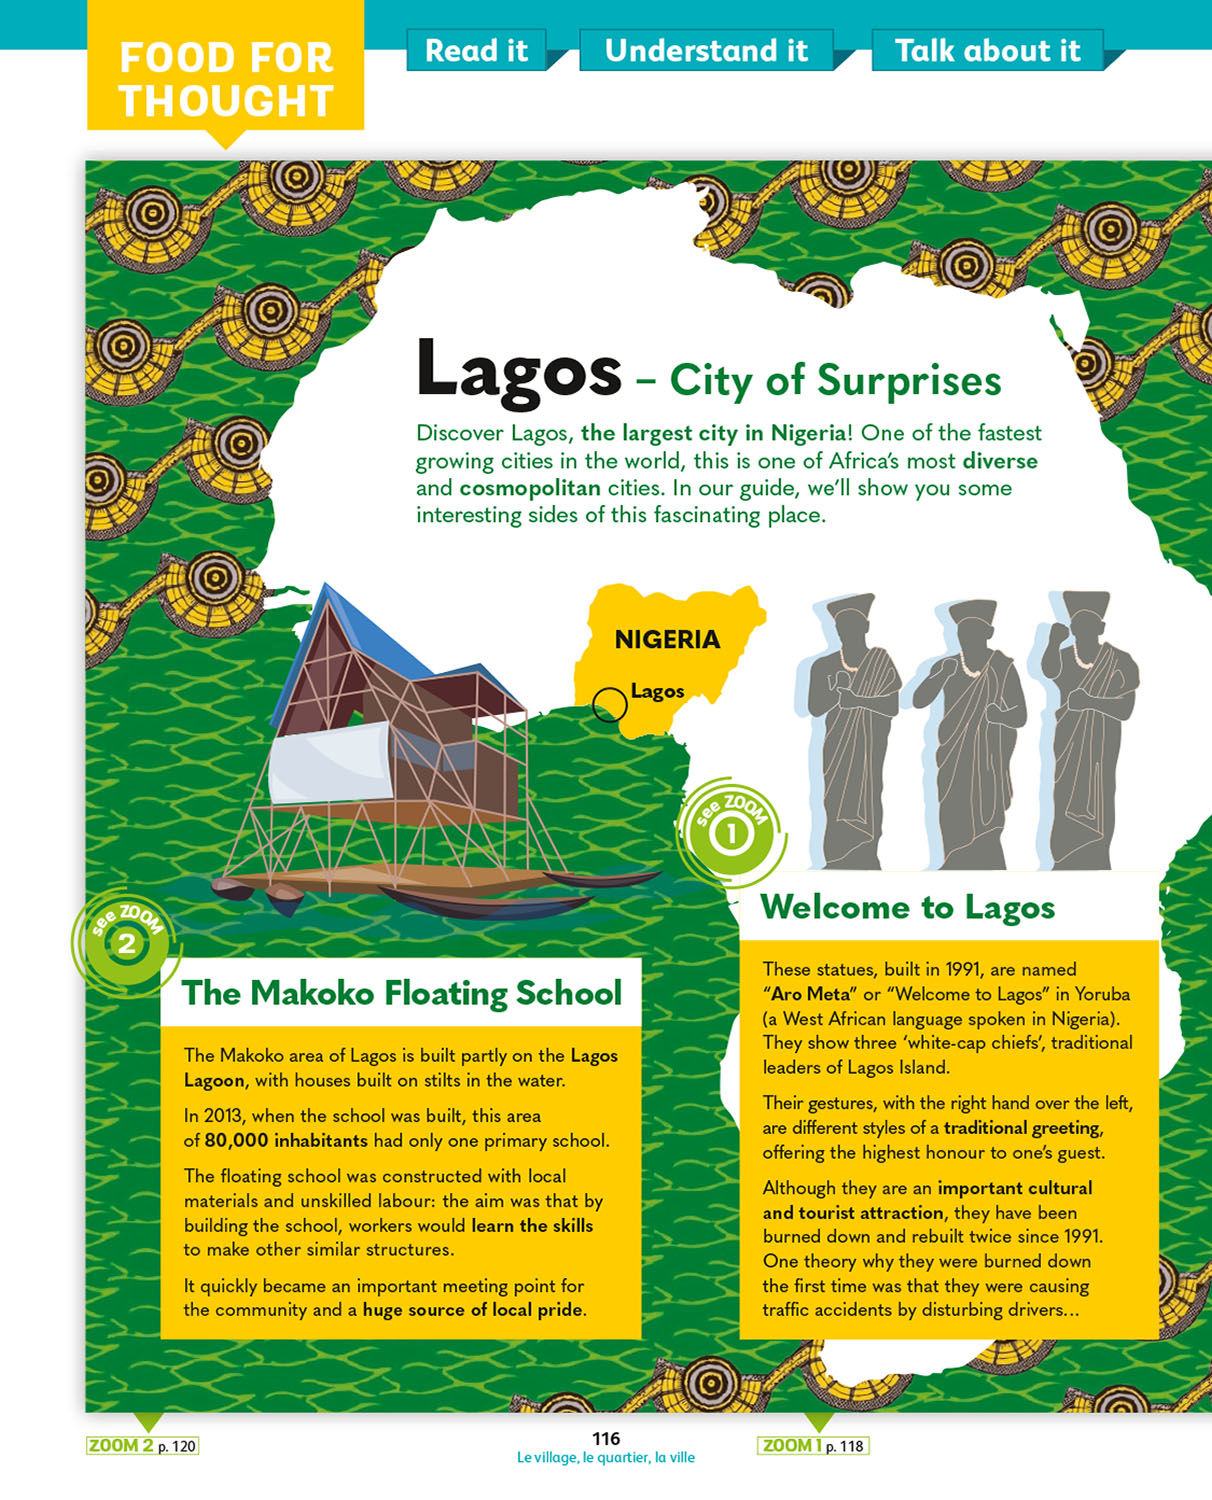 FOOD FOR
THOUGHT
Read it
Understand it
Talk about it
Lagos – City of Surprises
Discover Lagos, the largest city in Nigeria! One of the fastest
growing cities in the world, this is one of Africa's most diverse
and cosmopolitan cities. In our guide, we'll show you some
interesting sides of this fascinating place.
NIGERIA
Lagos
see ZOOM
1
see ZOOM
2
The Makoko Floating School
The Makoko area of Lagos is built partly on the Lagos
Lagoon, with houses built on stilts in the water.
In 2013, when the school was built, this area
of 80,000 inhabitants had only one primary school.
The floating school was constructed with local
materials and unskilled labour: the aim was that by
building the school, workers would learn the skills
to make other similar structures.
It quickly became an important meeting point for
the community and a huge source of local pride.
Welcome to Lagos
These statues, built in 1991, are named
“Aro Meta” or “Welcome to Lagos” in Yoruba
(a West African language spoken in Nigeria).
They show three ‘white-cap chiefs’, traditional
leaders of Lagos Island.
Their gestures, with the right hand over the left,
are different styles of a traditional greeting,
offering the highest honour to one's guest.
Although they are an important cultural
and tourist attraction, they have been
burned down and rebuilt twice since 1991.
One theory why they were burned down
the first time was that they were causing
traffic accidents by disturbing drivers…
ZOOM 2 p. 120
116
Le village, le quartier, la ville
ZOOM 1 p. 118